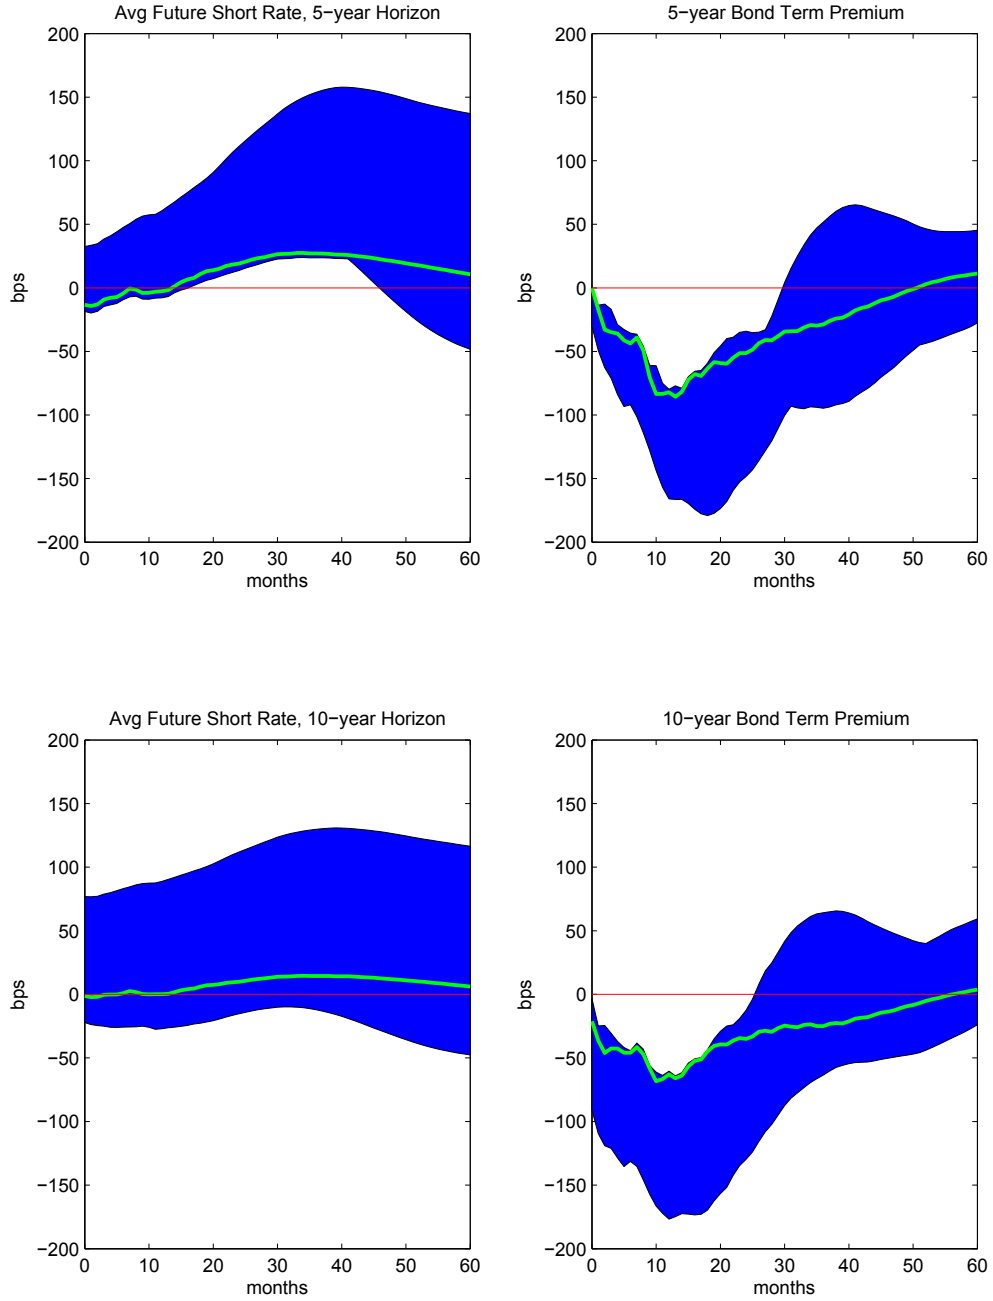 Avg Future Short Rate, 5−year Horizon
200
150
100
50
0
−50
−100
−150
−200
bps
0 10 20 30 40 50 60
months
5−year Bond Term Premium
200
150
100
50
0
−50
−100
−150
−200
bps
0 10 20 30 40 50 60
months
Avg Future Short Rate, 10−year Horizon
200
150
100
50
0
−50
−100
−150
−200
bps
0 10 20 30 40 50 60
months
10−year Bond Term Premium
200
150
100
50
0
−50
−100
−150
−200
bps
0 10 20 30 40 50 60
months